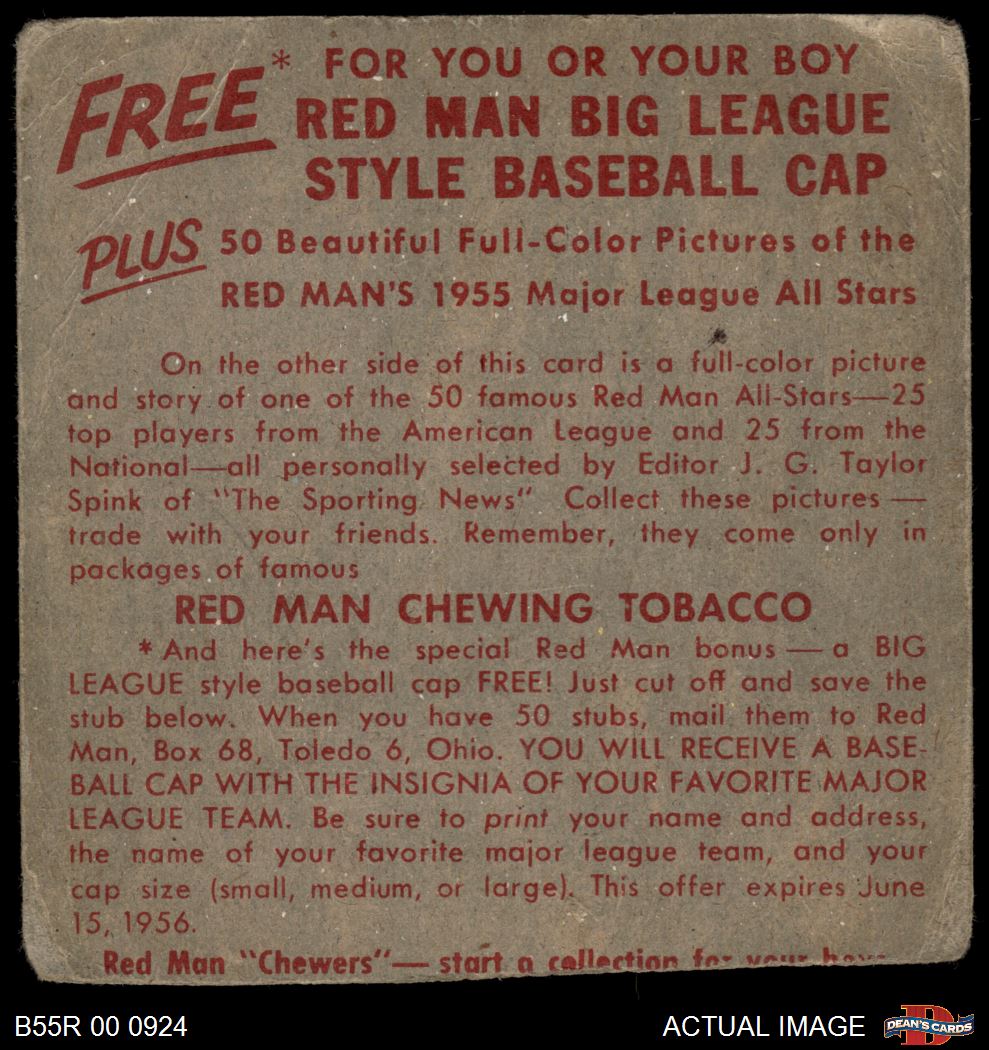 FREE* FOR YOU OR YOUR BOY
RED MAN BIG LEAGUE
STYLE BASEBALL CAP
PLUS 50 Beautiful Full-Color Pictures of the
RED MAN'S 1955 Major League All Stars
On the other side of this card is a full-color picture
and story of one of the 50 famous Red Man All-Stars—25
top players from the American League and 25 from the
National—all personally selected by Editor J. G. Taylor
Spink of "The Sporting News" Collect these pictures —
trade with your friends. Remember, they come only in
packages of famous
RED MAN CHEWING TOBACCO
* And here's the special Red Man bonus — a BIG
LEAGUE style baseball cap FREE! Just cut off and save the
stub below. When you have 50 stubs, mail them to Red
Man, Box 68, Toledo 6, Ohio. YOU WILL RECEIVE A BASE-
BALL CAP WITH THE INSIGNIA OF YOUR FAVORITE MAJOR
LEAGUE TEAM. Be sure to print your name and address,
the name of your favorite major league team, and your
cap size (small, medium, or large). This offer expires June
15, 1956.
Red Man "Chewers"— start a collection for your
B55R 00 0924
ACTUAL IMAGE
DEAN'S CARDS